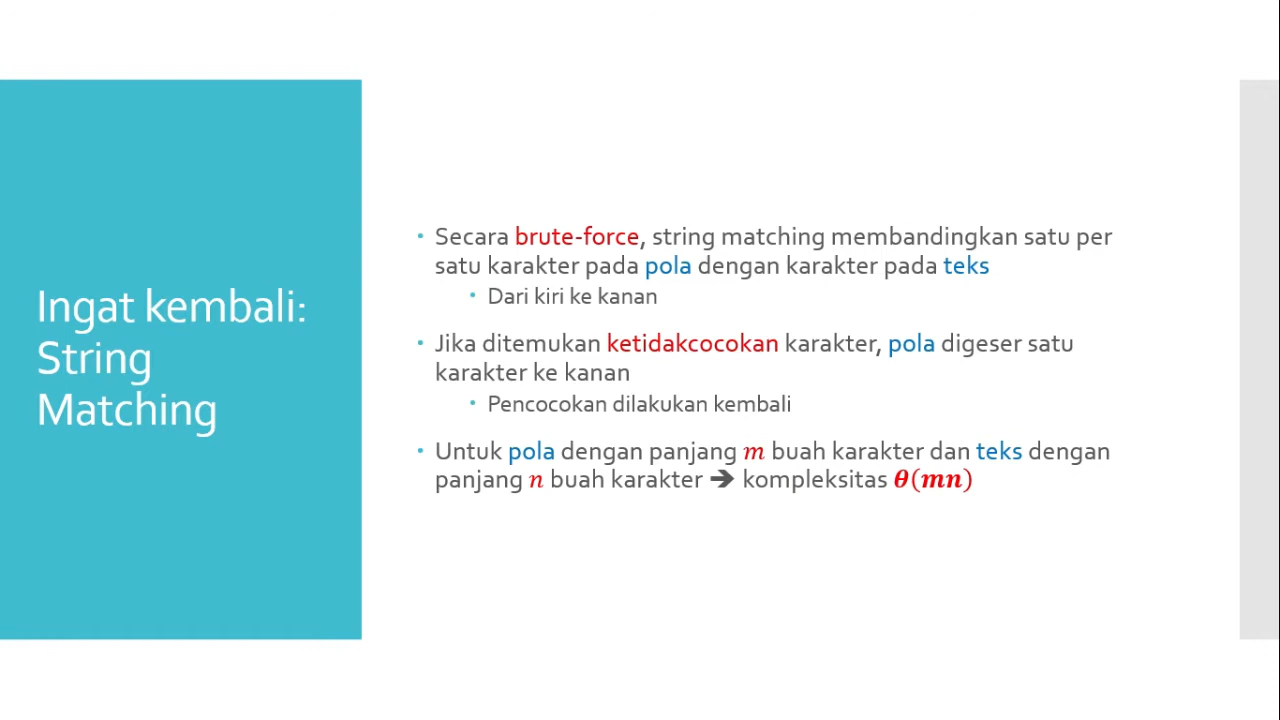 Ingat kembali:
String
Matching
• Secara brute-force, string matching membandingkan satu per
satu karakter pada pola dengan karakter pada teks
• Dari kiri ke kanan
• Jika ditemukan ketidakcocokan karakter, pola digeser satu
karakter ke kanan
• Pencocokan dilakukan kembali
• Untuk pola dengan panjang m buah karakter dan teks dengan
panjang n buah karakter ➔ kompleksitas θ(mn)